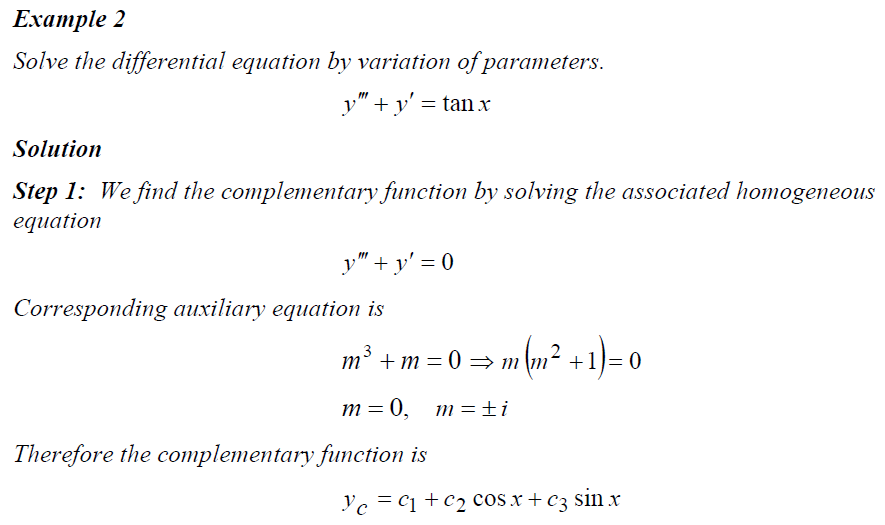 Example 2
Solve the differential equation by variation of parameters.
y‴ + y′ = tan x
Solution
Step 1: We find the complementary function by solving the associated homogeneous
equation
y‴ + y′ = 0
Corresponding auxiliary equation is
m³ + m = 0 ⇒ m(m² + 1) = 0
m = 0, m = ± i
Therefore the complementary function is
y_c = c₁ + c₂ cos x + c₃ sin x